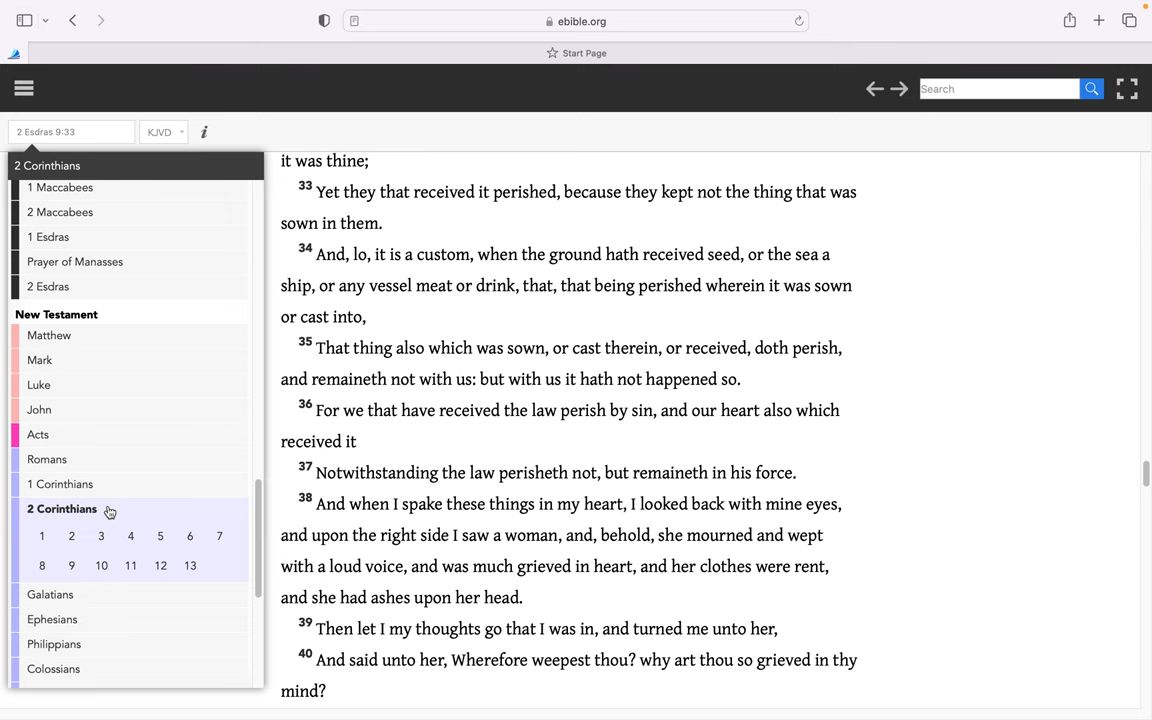 ebible.org
Start Page
Search
2 Esdras 9:33
KJVD
i
2 Corinthians
1 Maccabees
2 Maccabees
1 Esdras
Prayer of Manasses
2 Esdras
New Testament
Matthew
Mark
Luke
John
Acts
Romans
1 Corinthians
2 Corinthians
1 2 3 4 5 6 7
8 9 10 11 12 13
Galatians
Ephesians
Philippians
Colossians
it was thine;
33 Yet they that received it perished, because they kept not the thing that was
sown in them.
34 And, lo, it is a custom, when the ground hath received seed, or the sea a
ship, or any vessel meat or drink, that, that being perished wherein it was sown
or cast into,
35 That thing also which was sown, or cast therein, or received, doth perish,
and remaineth not with us: but with us it hath not happened so.
36 For we that have received the law perish by sin, and our heart also which
received it
37 Notwithstanding the law perisheth not, but remaineth in his force.
38 And when I spake these things in my heart, I looked back with mine eyes,
and upon the right side I saw a woman, and, behold, she mourned and wept
with a loud voice, and was much grieved in heart, and her clothes were rent,
and she had ashes upon her head.
39 Then let I my thoughts go that I was in, and turned me unto her,
40 And said unto her, Wherefore weepest thou? why art thou so grieved in thy
mind?